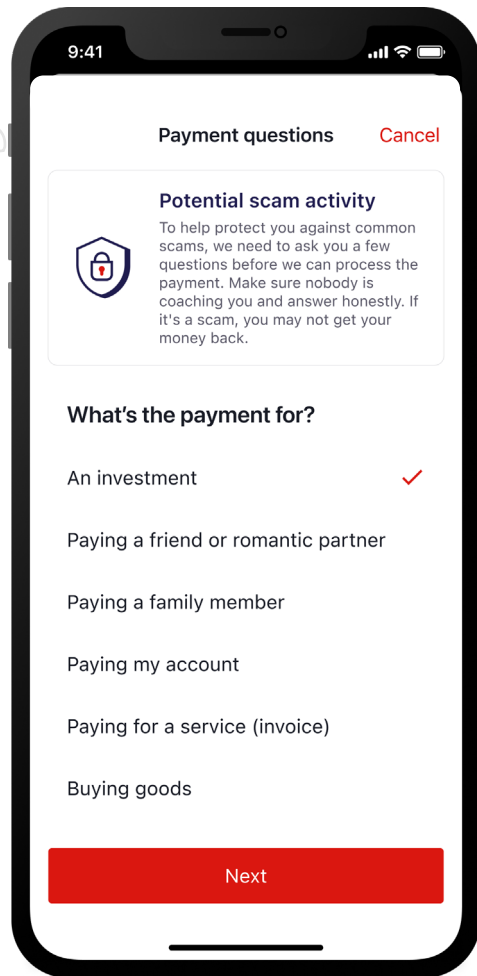 9:41
Payment questions
Cancel
Potential scam activity
To help protect you against common
scams, we need to ask you a few
questions before we can process the
payment. Make sure nobody is
coaching you and answer honestly. If
it's a scam, you may not get your
money back.
What's the payment for?
An investment
Paying a friend or romantic partner
Paying a family member
Paying my account
Paying for a service (invoice)
Buying goods
Next